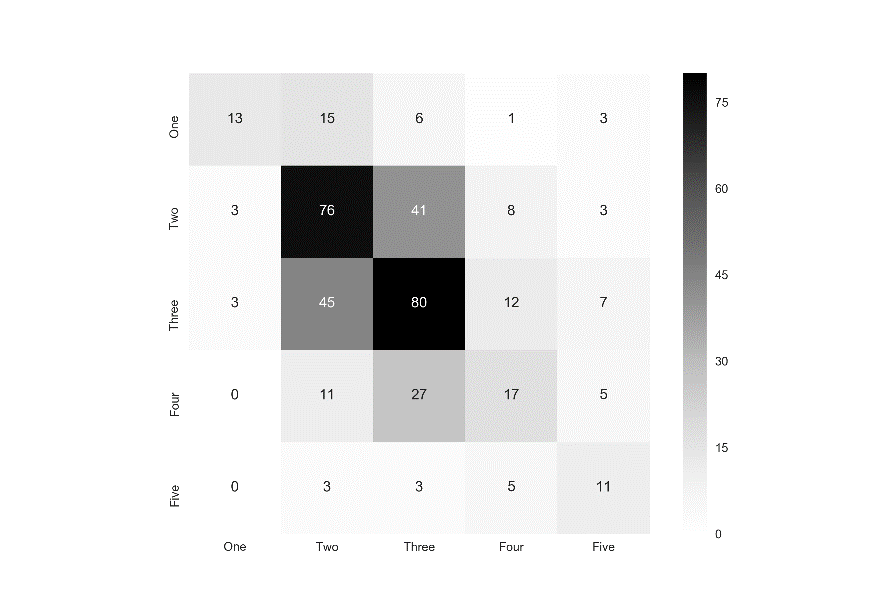 One 13 15 6 1 3
Two 3 76 41 8 3
Three 3 45 80 12 7
Four 0 11 27 17 5
Five 0 3 3 5 11
One Two Three Four Five
75
60
45
30
15
0